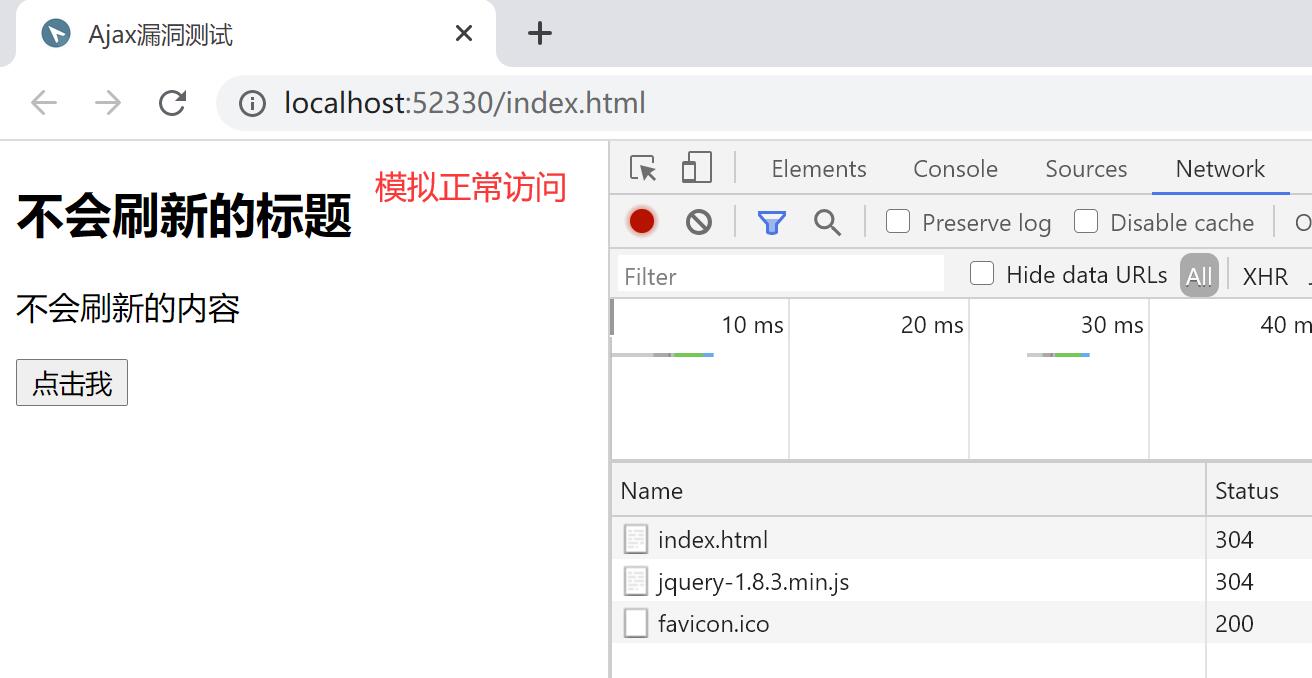 Ajax漏洞测试
localhost:52330/index.html
模拟正常访问
不会刷新的标题
不会刷新的内容
点击我
Elements Console Sources Network
Preserve log Disable cache O
Filter Hide data URLs All XHR
10 ms 20 ms 30 ms 40 m
Name Status
index.html 304
jquery-1.8.3.min.js 304
favicon.ico 200